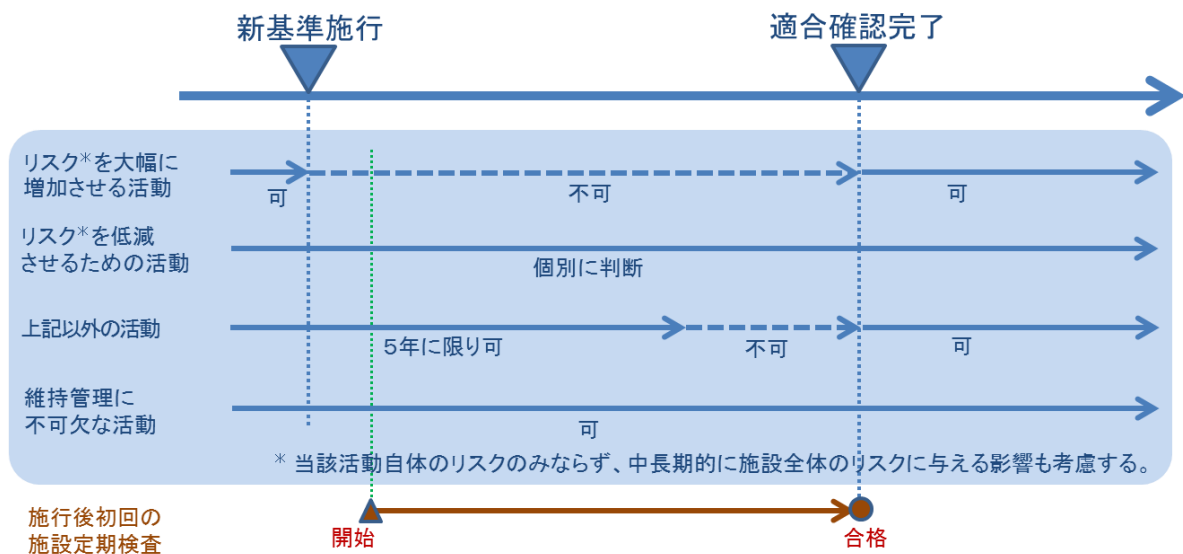 新基準施行
適合確認完了
リスク*を大幅に
増加させる活動
可
不可
可
リスク*を低減
させるための活動
個別に判断
上記以外の活動
５年に限り可
不可
可
維持管理に
不可欠な活動
可
* 当該活動自体のリスクのみならず、中長期的に施設全体のリスクに与える影響も考慮する。
施行後初回の
施設定期検査
開始
合格